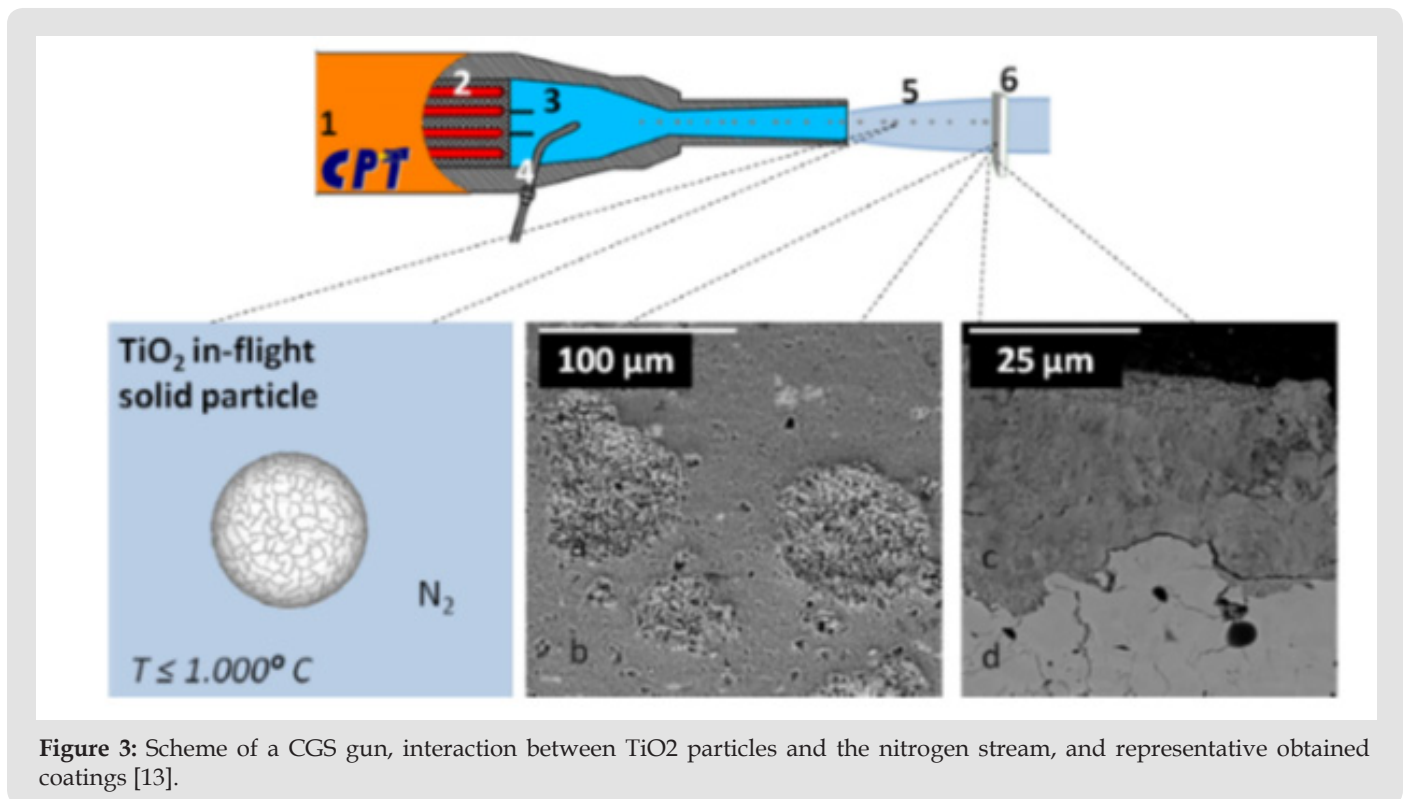 1
2
3
4
5
6
CPT
TiO₂ in-flight
solid particle
N₂
T ≤ 1.000º C
100 µm
a
b
25 µm
c
d
Figure 3: Scheme of a CGS gun, interaction between TiO2 particles and the nitrogen stream, and representative obtained
coatings [13].